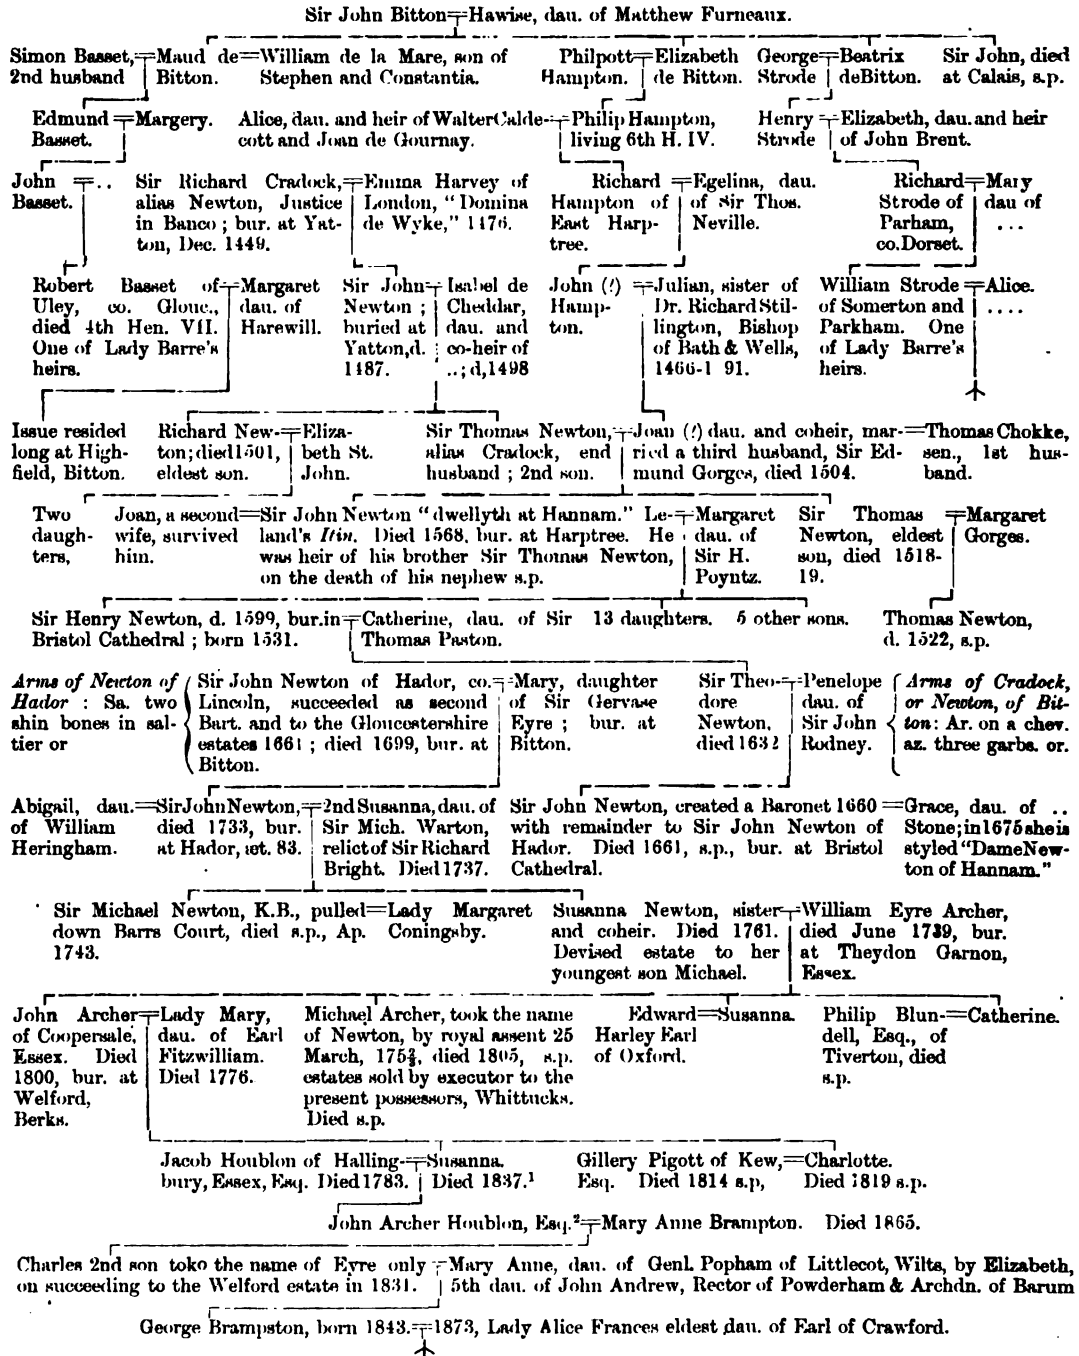 Sir John Bitton=Hawise, dau. of Matthew Furneaux.
Simon Basset,=Maud de=William de la Mare, son of
2nd husband Bitton. Stephen and Constantia.
Philpott=Elizabeth
Hampton. de Bitton.
George=Beatrix
Strode deBitton.
Sir John, died
at Calais, s.p.
Edmund=Margery.
Basset.
Alice, dau. and heir of WalterCalde-=Philip Hampton,
cott and Joan de Gournay. living 6th H. IV.
Henry=Elizabeth, dau. and heir
Strode of John Brent.
John=..
Basset.
Sir Richard Cradock,=Emma Harvey of
alias Newton, Justice London, "Domina
in Banco; bur. at Yat- de Wyke," 1476.
ton, Dec. 1449.
Richard=Egelina, dau.
Hampton of of Sir Thos.
East Harp- Neville.
tree.
Richard=Mary
Strode of dau of
Parham, ...
co.Dorset.
Robert Basset of=Margaret
Uley, co. Glouc., dau. of
died 4th Hen. VII. Harewill.
One of Lady Barre's
heirs.
Sir John=Isabel de
Newton; Cheddar,
buried at dau. and
Yatton,d. co-heir of
1487. ..;d,1498
John (?)=Julian, sister of
Hamp- Dr. Richard Stil-
ton. lington, Bishop
of Bath & Wells,
1466-1 91.
William Strode=Alice.
of Somerton and ....
Parkham. One
of Lady Barre's
heirs.
Issue resided
long at High-
field, Bitton.
Richard New-=Eliza-
ton;died1501, beth St.
eldest son. John.
Sir Thomas Newton,=Joan (?) dau. and coheir, mar-=Thomas Chokke,
alias Cradock, end ried a third husband, Sir Ed- sen., 1st hus-
husband; 2nd son. mund Gorges, died 1504. band.
Two
daugh-
ters,
Joan, a second=Sir John Newton "dwellyth at Hannam." Le-=Margaret
wife, survived land's Itin. Died 1568, bur. at Harptree. He dau. of
him. was heir of his brother Sir Thomas Newton, Sir H.
on the death of his nephew s.p. Poyntz.
Sir Thomas=Margaret
Newton, eldest Gorges.
son, died 1518-
19.
Sir Henry Newton, d. 1599, bur.in=Catherine, dau. of Sir 13 daughters. 5 other sons. Thomas Newton,
Bristol Cathedral; born 1531. Thomas Paston. d. 1522, s.p.
Arms of Newton of
Hador: Sa. two
shin bones in sal-
tier or
Sir John Newton of Hador, co.=Mary, daughter
Lincoln, succeeded as second of Sir Gervase
Bart. and to the Gloucestershire Eyre; bur. at
estates 1661; died 1699, bur. at Bitton.
Bitton.
Sir Theo-=Penelope
dore dau. of
Newton, Sir John
died 1632 Rodney.
Arms of Cradock,
or Newton, of Bit-
ton: Ar. on a chev.
az. three garbs. or.
Abigail, dau.=SirJohnNewton,=2nd Susanna, dau. of
of William died 1733, bur. Sir Mich. Warton,
Heringham. at Hador, æt. 83. relict of Sir Richard
Bright. Died 1737.
Sir John Newton, created a Baronet 1660=Grace, dau. of ..
with remainder to Sir John Newton of Stone;in1675sheis
Hador. Died 1661, s.p., bur. at Bristol styled"DameNew-
Cathedral. ton of Hannam."
Sir Michael Newton, K.B., pulled=Lady Margaret
down Barrs Court, died s.p., Ap. Coningsby.
1743.
Susanna Newton, sister=William Eyre Archer,
and coheir. Died 1761. died June 1739, bur.
Devised estate to her at Theydon Garnon,
youngest son Michael. Essex.
John Archer=Lady Mary,
of Coopersale, dau. of Earl
Essex. Died Fitzwilliam.
1800, bur. at Died 1776.
Welford,
Berks.
Michael Archer, took the name
of Newton, by royal assent 25
March, 175¾, died 1805, s.p.
estates sold by executor to the
present possessors, Whittucks.
Died s.p.
Edward=Susanna.
Harley Earl
of Oxford.
Philip Blun-=Catherine.
dell, Esq., of
Tiverton, died
s.p.
Jacob Houblon of Halling-=Susanna.
bury, Essex, Esq. Died1783. Died 1837.¹
Gillery Pigott of Kew,=Charlotte.
Esq. Died 1814 s.p, Died 1819 s.p.
John Archer Houblon, Esq.²=Mary Anne Brampton. Died 1865.
Charles 2nd son toko the name of Eyre only=Mary Anne, dau. of Genl. Popham of Littlecot, Wilts, by Elizabeth,
on succeeding to the Welford estate in 1831. 5th dau. of John Andrew, Rector of Powderham & Archdn. of Barum
George Brampston, born 1843.=1873, Lady Alice Frances eldest dau. of Earl of Crawford.